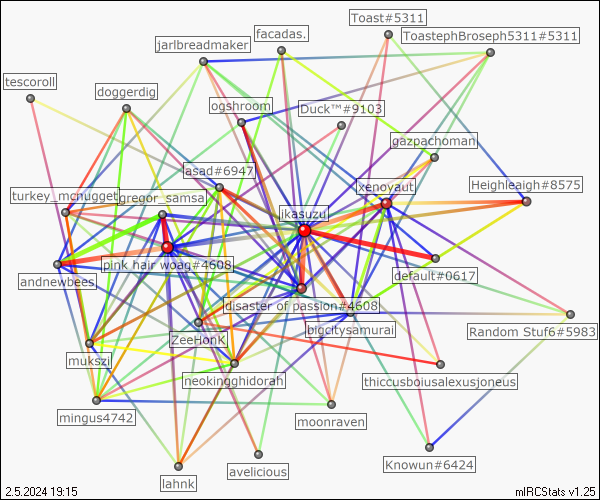 Toast#5311
facadas.
ToastephBroseph5311#5311
jarlbreadmaker
tescoroll
doggerdig
ogshroom
Duck™#9103
gazpachoman
asad#6947
xenoyaut
Heighleaigh#8575
turkey_mcnugget
gregor_samsa
ikasuzu
pink hair woag#4608
default#0617
andnewbees
disaster of passion#4608
bigcitysamurai
Random Stuf6#5983
ZeeHonK
mukszi
neokingghidorah
thiccusboiusalexusjoneus
mingus4742
moonraven
Knowun#6424
avelicious
lahnk
2.5.2024 19:15
mIRCStats v1.25